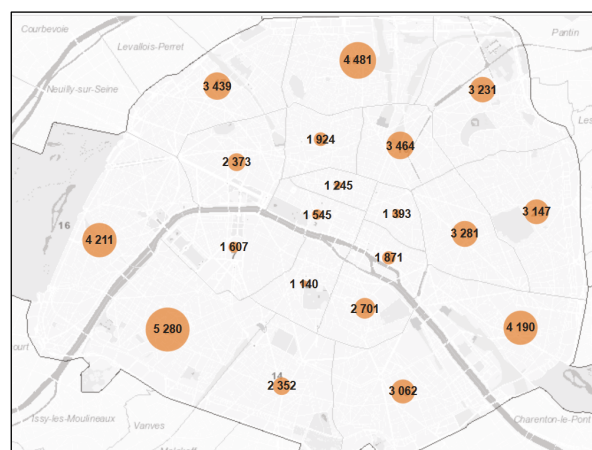 Courbevoie
Levallois-Perret
Pantin
4 481
3 439
Neuilly-sur-Seine
3 231
Les
1 924
3 464
2 373
1 245
1 545
1 393
3 147
16
4 211
3 281
1 607
1 871
1 140
2 701
5 280
4 190
court
14
2 352
3 062
Issy-les-Moulineaux
Vanves
Charenton-le-Pont
Malakoff